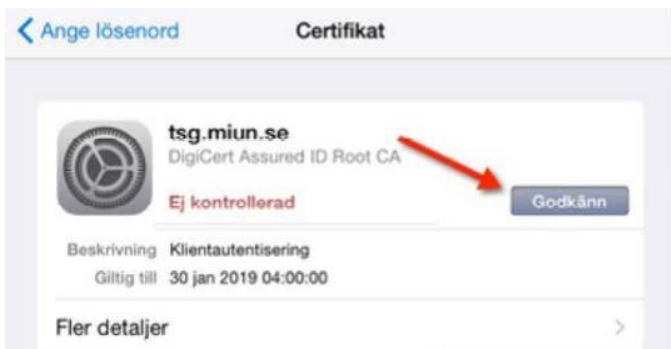 Ange lösenord Certifikat
tsg.miun.se
DigiCert Assured ID Root CA
Ej kontrollerad Godkänn
Beskrivning Klientautentisering
Giltig till 30 jan 2019 04:00:00
Fler detaljer